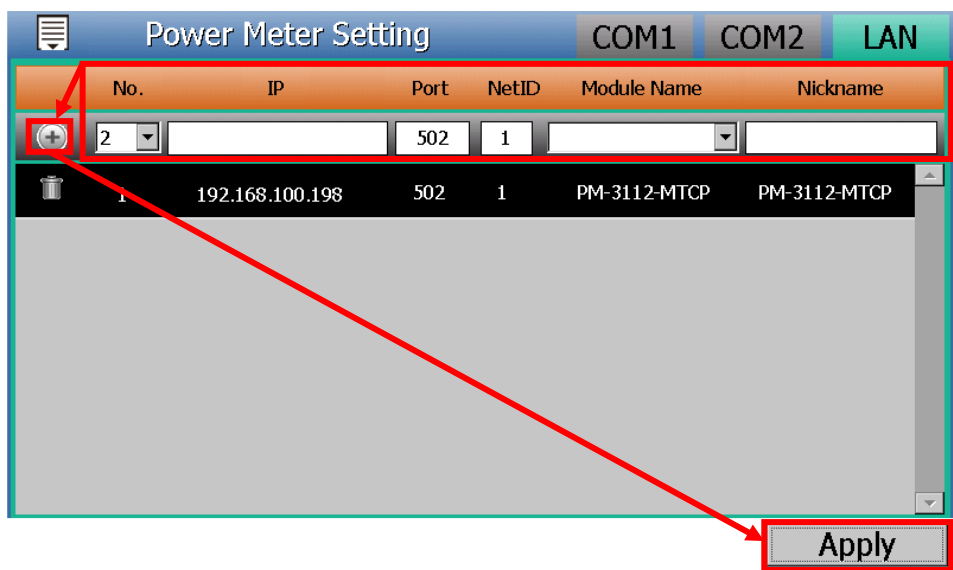 Power Meter Setting COM1 COM2 LAN
No. IP Port NetID Module Name Nickname
2 502 1
1 192.168.100.198 502 1 PM-3112-MTCP PM-3112-MTCP
Apply